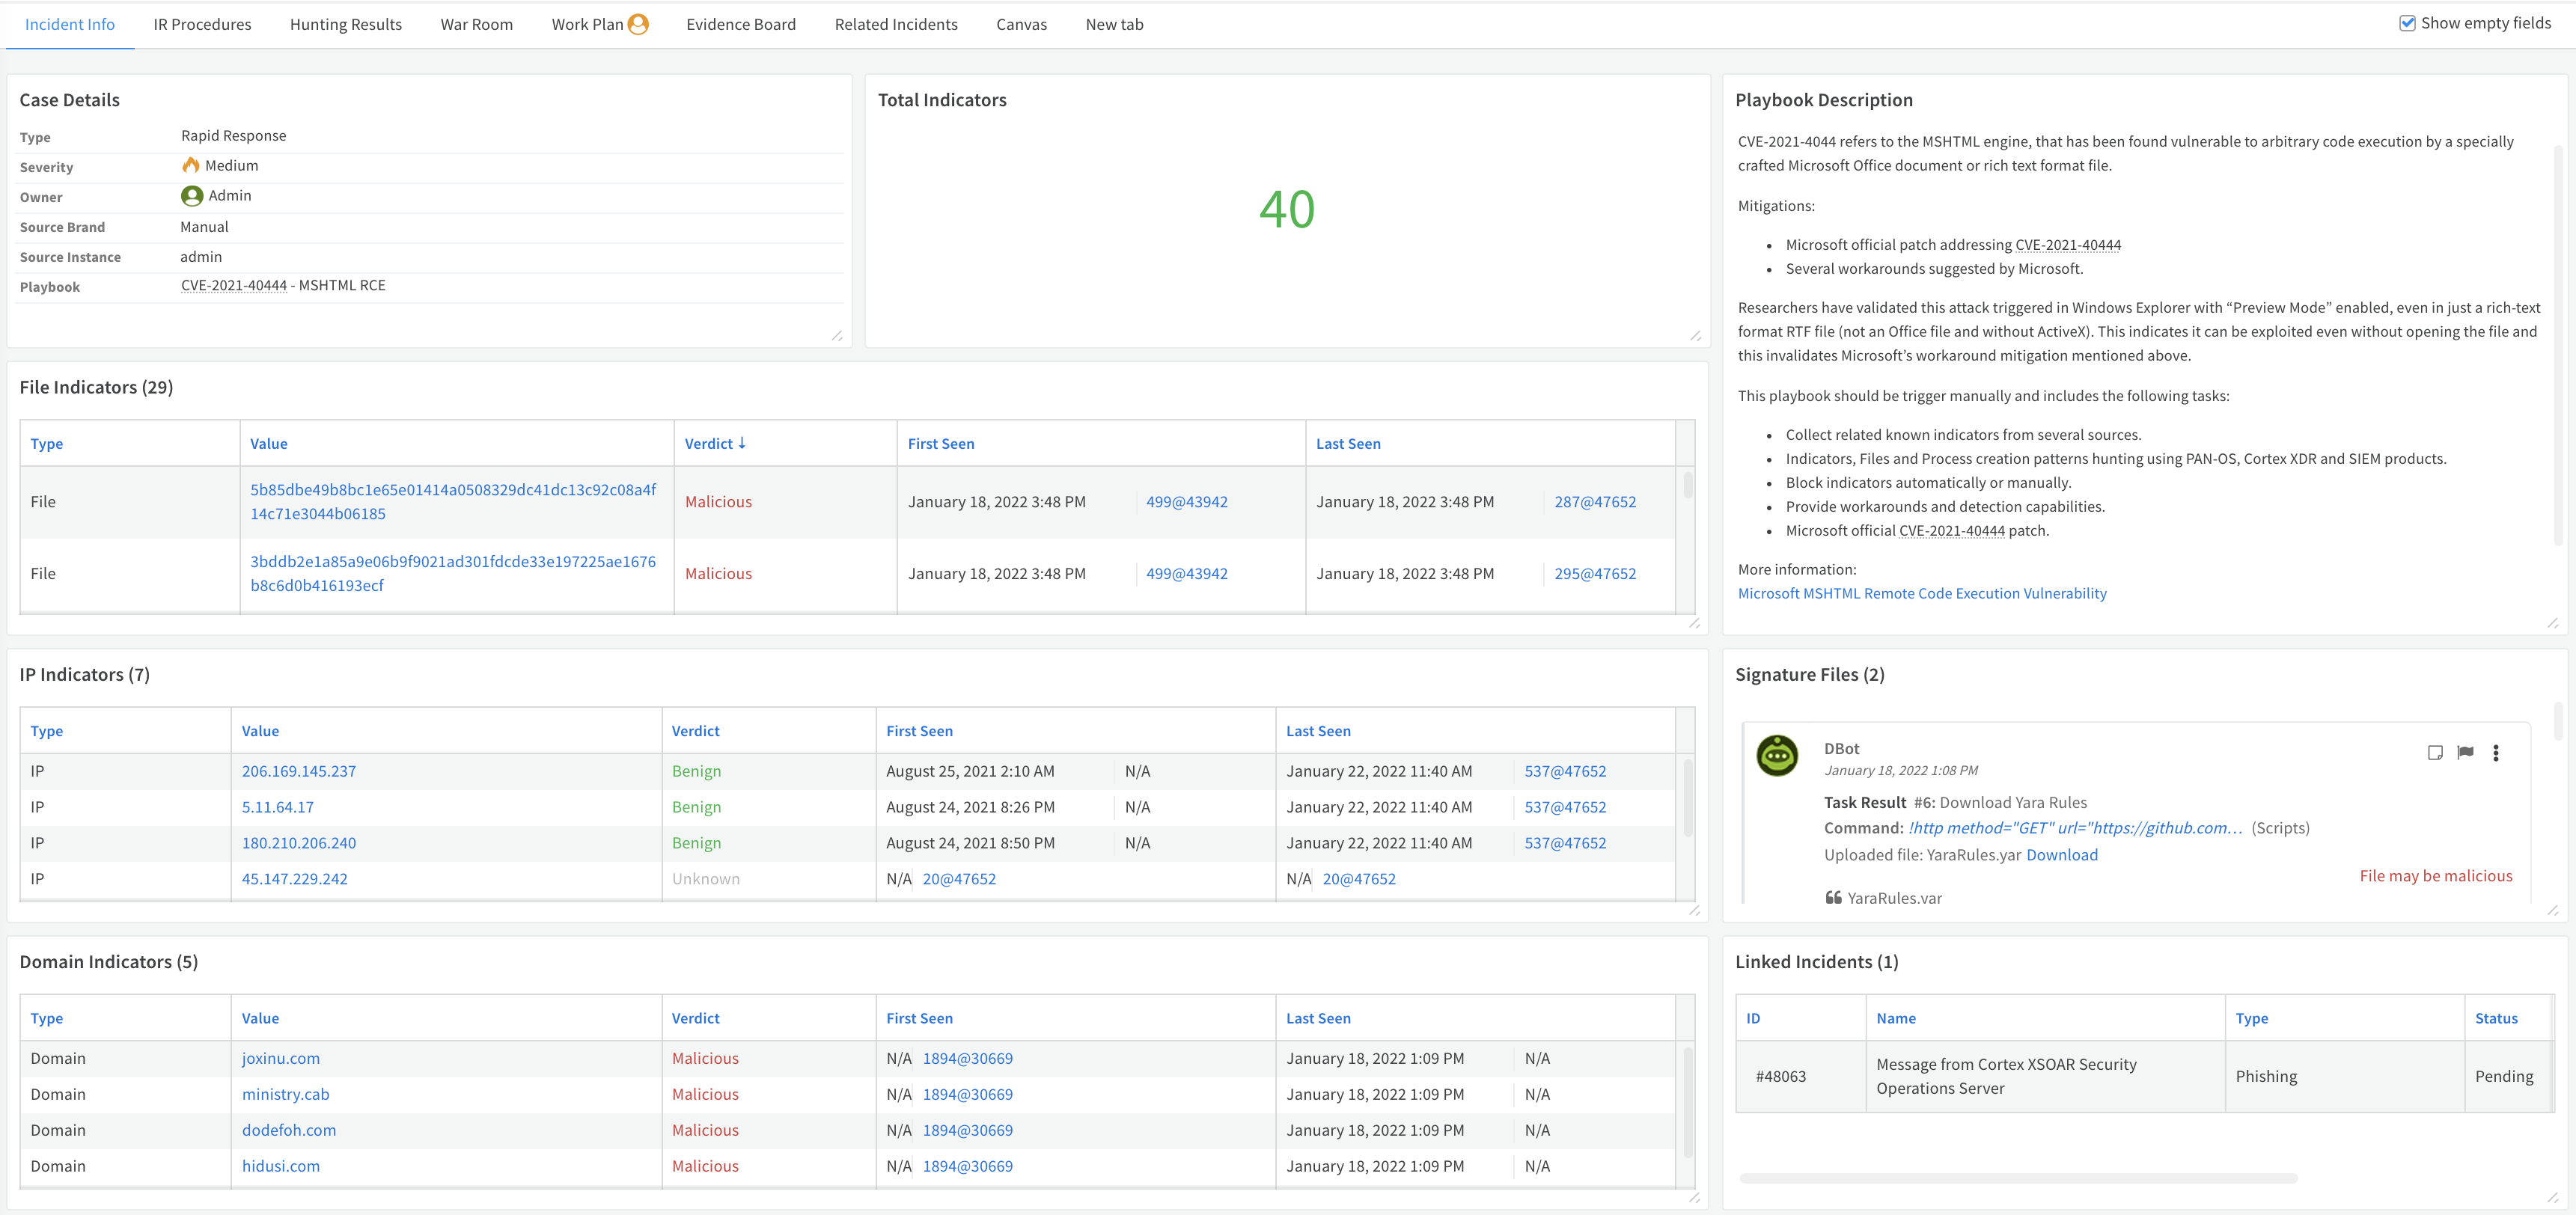 Incident Info IR Procedures Hunting Results War Room Work Plan Evidence Board Related Incidents Canvas New tab Show empty fields
Case Details
Type Rapid Response
Severity Medium
Owner Admin
Source Brand Manual
Source Instance admin
Playbook CVE-2021-40444 - MSHTML RCE
Total Indicators
40
Playbook Description
CVE-2021-4044 refers to the MSHTML engine, that has been found vulnerable to arbitrary code execution by a specially
crafted Microsoft Office document or rich text format file.
Mitigations:
• Microsoft official patch addressing CVE-2021-40444
• Several workarounds suggested by Microsoft.
Researchers have validated this attack triggered in Windows Explorer with “Preview Mode” enabled, even in just a rich-text
format RTF file (not an Office file and without ActiveX). This indicates it can be exploited even without opening the file and
this invalidates Microsoft’s workaround mitigation mentioned above.
This playbook should be trigger manually and includes the following tasks:
• Collect related known indicators from several sources.
• Indicators, Files and Process creation patterns hunting using PAN-OS, Cortex XDR and SIEM products.
• Block indicators automatically or manually.
• Provide workarounds and detection capabilities.
• Microsoft official CVE-2021-40444 patch.
More information:
Microsoft MSHTML Remote Code Execution Vulnerability
File Indicators (29)
Type Value Verdict ↓ First Seen Last Seen
File 5b85dbe49b8bc1e65e01414a0508329dc41dc13c92c08a4f Malicious January 18, 2022 3:48 PM 499@43942 January 18, 2022 3:48 PM 287@47652
14c71e3044b06185
File 3bddb2e1a85a9e06b9f9021ad301fdcde33e197225ae1676 Malicious January 18, 2022 3:48 PM 499@43942 January 18, 2022 3:48 PM 295@47652
b8c6d0b416193ecf
IP Indicators (7)
Type Value Verdict First Seen Last Seen
IP 206.169.145.237 Benign August 25, 2021 2:10 AM N/A January 22, 2022 11:40 AM 537@47652
IP 5.11.64.17 Benign August 24, 2021 8:26 PM N/A January 22, 2022 11:40 AM 537@47652
IP 180.210.206.240 Benign August 24, 2021 8:50 PM N/A January 22, 2022 11:40 AM 537@47652
IP 45.147.229.242 Unknown N/A 20@47652 N/A 20@47652
Signature Files (2)
DBot
January 18, 2022 1:08 PM
Task Result #6: Download Yara Rules
Command: !http method="GET" url="https://github.com… (Scripts)
Uploaded file: YaraRules.yar Download
File may be malicious
YaraRules.yar
Domain Indicators (5)
Type Value Verdict First Seen Last Seen
Domain joxinu.com Malicious N/A 1894@30669 January 18, 2022 1:09 PM N/A
Domain ministry.cab Malicious N/A 1894@30669 January 18, 2022 1:09 PM N/A
Domain dodefoh.com Malicious N/A 1894@30669 January 18, 2022 1:09 PM N/A
Domain hidusi.com Malicious N/A 1894@30669 January 18, 2022 1:09 PM N/A
Linked Incidents (1)
ID Name Type Status
#48063 Message from Cortex XSOAR Security Phishing Pending
Operations Server